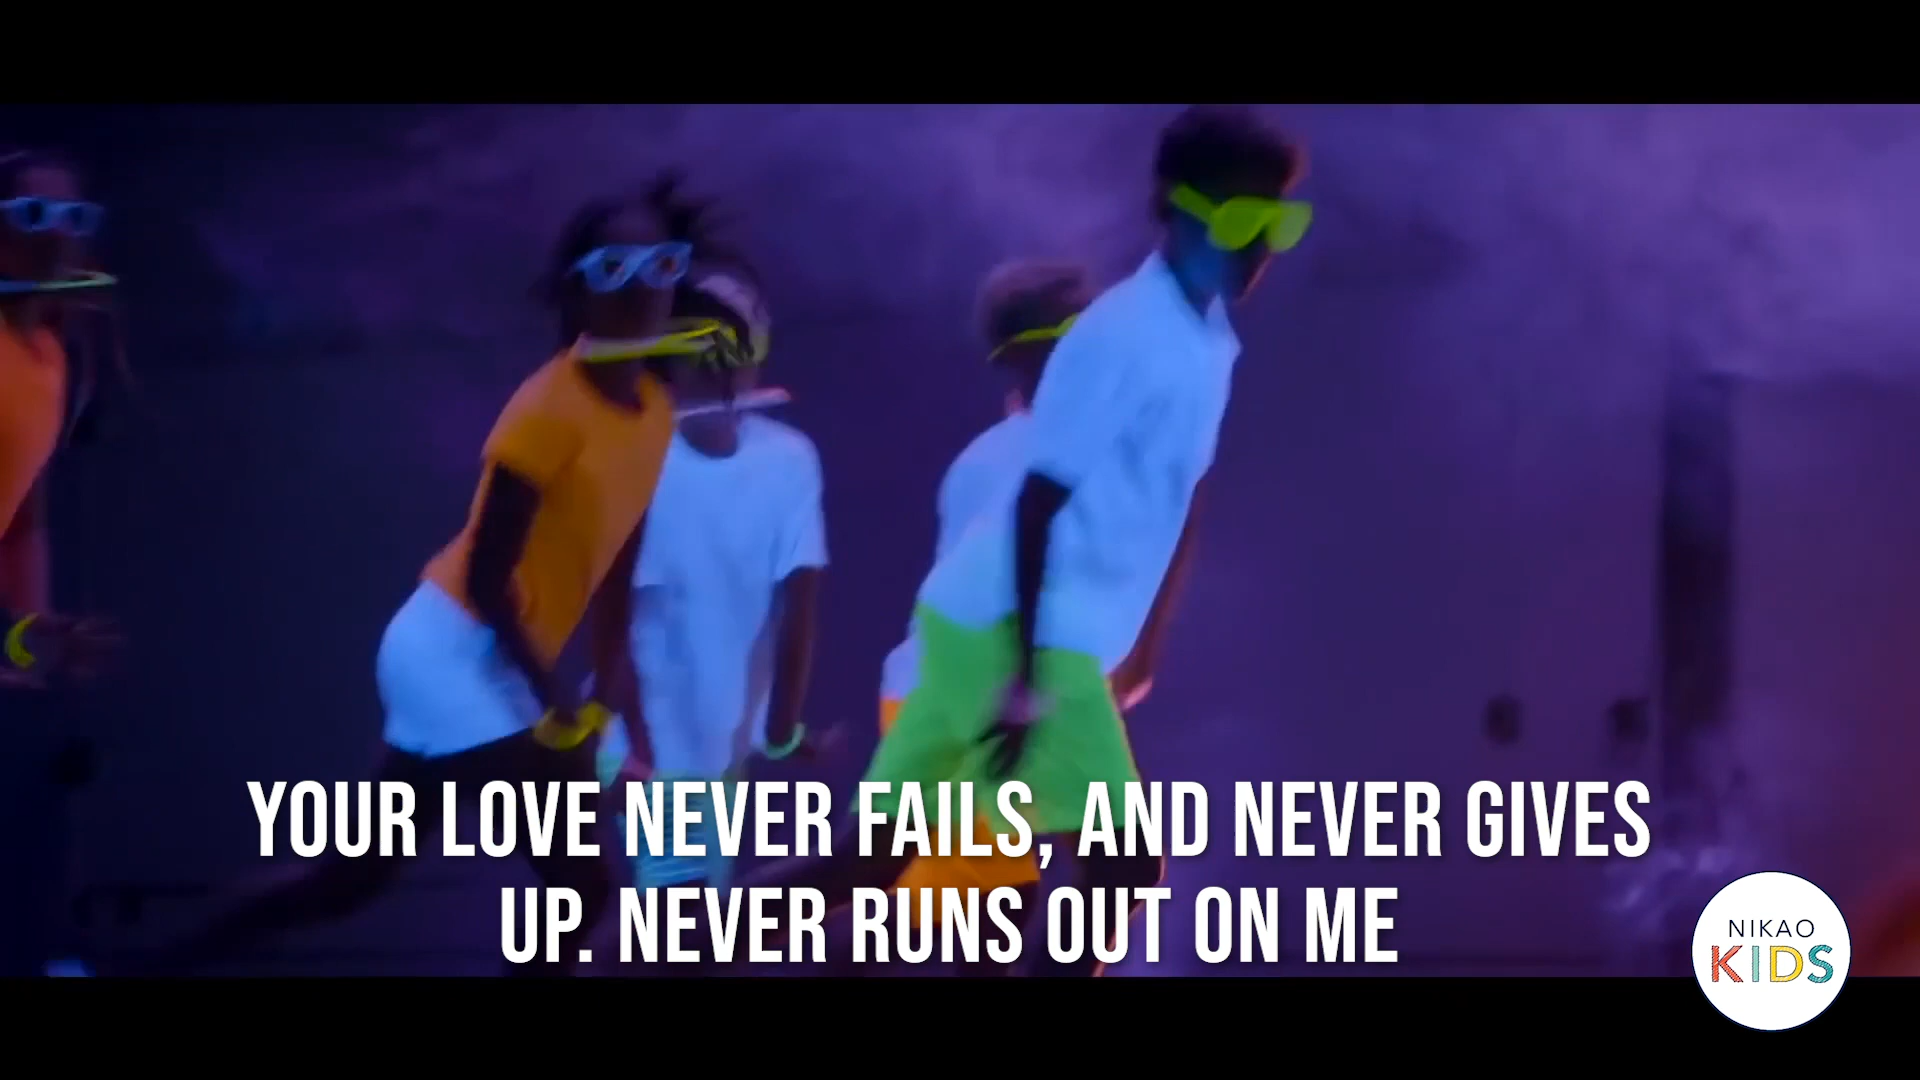 YOUR LOVE NEVER FAILS, AND NEVER GIVES
UP. NEVER RUNS OUT ON ME
NIKAO
KIDS